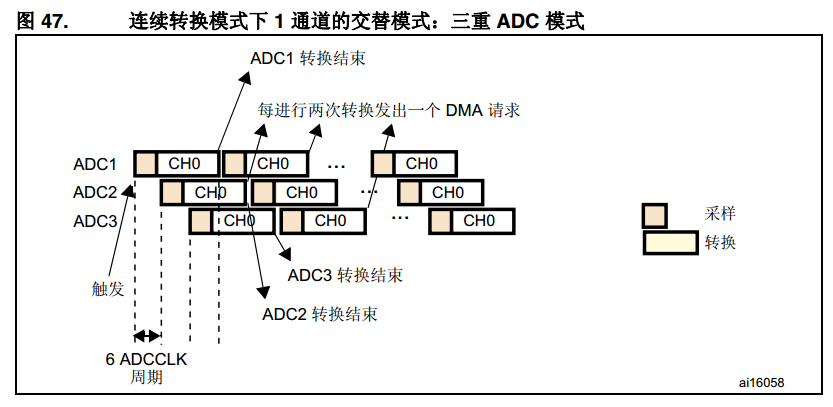 图 47. 连续转换模式下 1 通道的交替模式：三重 ADC 模式
ADC1 转换结束
每进行两次转换发出一个 DMA 请求
ADC1 CH0 CH0 ... CH0
ADC2 CH0 CH0 ... CH0
ADC3 CH0 CH0 ... CH0
采样
转换
ADC3 转换结束
触发
ADC2 转换结束
6 ADCCLK
周期
ai16058